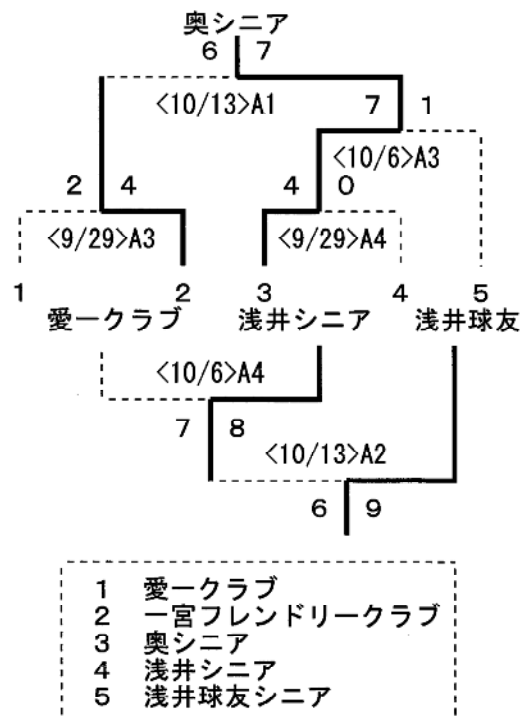 奥シニア
6 7
<10/13>A1 7 1
<10/6>A3
2 4 4 0
<9/29>A3 <9/29>A4
1 2 3 4 5
愛一クラブ 浅井シニア 浅井球友
<10/6>A4
7 8
<10/13>A2
6 9
1 愛一クラブ
2 一宮フレンドリークラブ
3 奥シニア
4 浅井シニア
5 浅井球友シニア